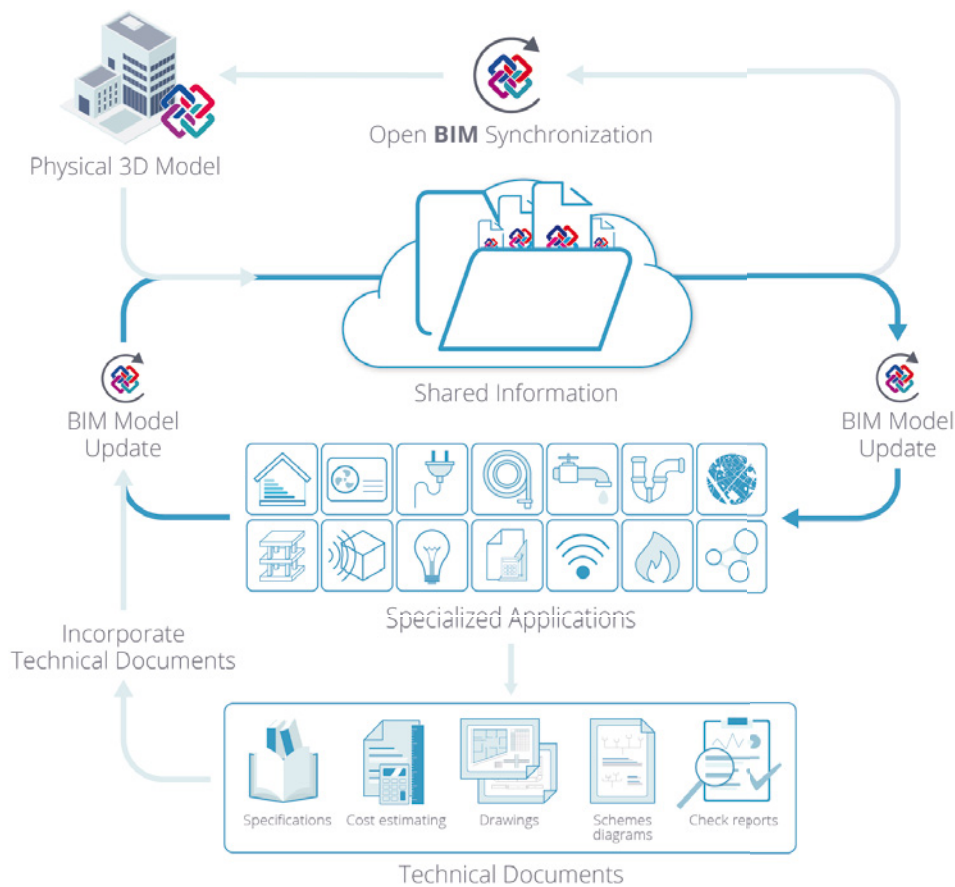 Open BIM Synchronization
Physical 3D Model
Shared Information
BIM Model
Update
BIM Model
Update
Specialized Applications
Incorporate
Technical Documents
Specifications
Cost estimating
Drawings
Schemes
diagrams
Check reports
Technical Documents